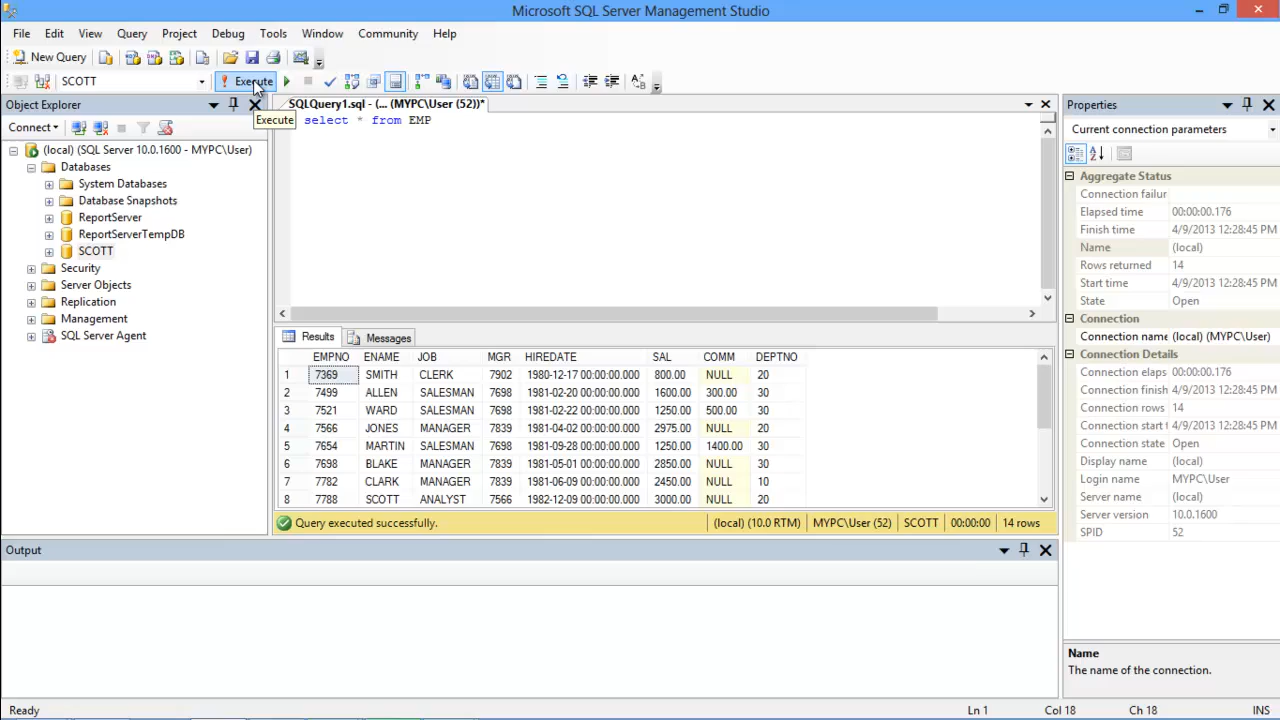 Microsoft SQL Server Management Studio
File Edit View Query Project Debug Tools Window Community Help
New Query
SCOTT Execute
Object Explorer
SQLQuery1.sql - (... (MYPC\User (52))*
Properties
Execute
select * from EMP
Connect
Current connection parameters
(local) (SQL Server 10.0.1600 - MYPC\User)
Databases
System Databases
Database Snapshots
ReportServer
ReportServerTempDB
SCOTT
Security
Server Objects
Replication
Management
SQL Server Agent
Results Messages
EMPNO ENAME JOB MGR HIREDATE SAL COMM DEPTNO
1 7369 SMITH CLERK 7902 1980-12-17 00:00:00.000 800.00 NULL 20
2 7499 ALLEN SALESMAN 7698 1981-02-20 00:00:00.000 1600.00 300.00 30
3 7521 WARD SALESMAN 7698 1981-02-22 00:00:00.000 1250.00 500.00 30
4 7566 JONES MANAGER 7839 1981-04-02 00:00:00.000 2975.00 NULL 20
5 7654 MARTIN SALESMAN 7698 1981-09-28 00:00:00.000 1250.00 1400.00 30
6 7698 BLAKE MANAGER 7839 1981-05-01 00:00:00.000 2850.00 NULL 30
7 7782 CLARK MANAGER 7839 1981-06-09 00:00:00.000 2450.00 NULL 10
8 7788 SCOTT ANALYST 7566 1982-12-09 00:00:00.000 3000.00 NULL 20
Query executed successfully. (local) (10.0 RTM) MYPC\User (52) SCOTT 00:00:00 14 rows
Output
Aggregate Status
Connection failur
Elapsed time 00:00:00.176
Finish time 4/9/2013 12:28:45 PM
Name (local)
Rows returned 14
Start time 4/9/2013 12:28:45 PM
State Open
Connection
Connection name (local) (MYPC\User)
Connection Details
Connection elaps 00:00:00.176
Connection finish 4/9/2013 12:28:45 PM
Connection rows 14
Connection start t 4/9/2013 12:28:45 PM
Connection state Open
Display name (local)
Login name MYPC\User
Server name (local)
Server version 10.0.1600
SPID 52
Name
The name of the connection.
Ready Ln 1 Col 18 Ch 18 INS